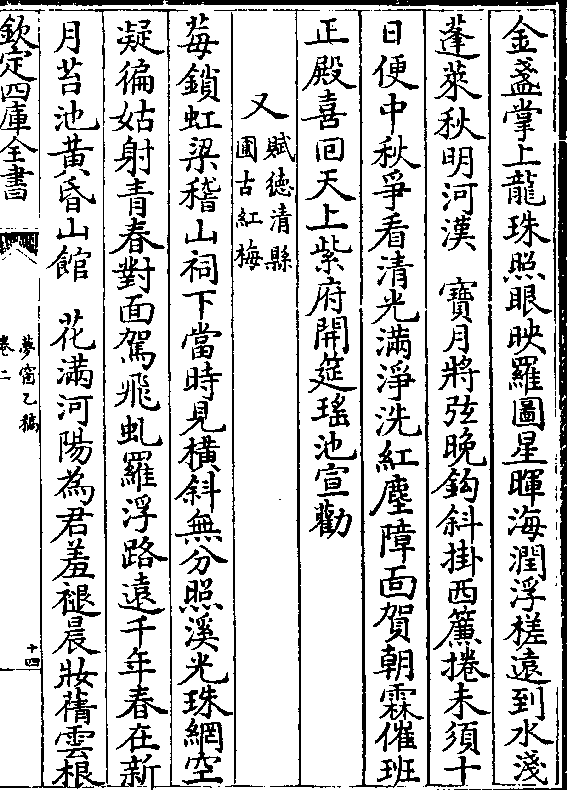 金盞掌上龍珠照眼映羅圖星暉海潤浮槎遠到水淺
蓬萊秋明河漢　寶月將弦晚鈎斜掛西簾捲未須十
日便中秋爭看清光滿淨洗紅塵障面賀朝霖催班
正殿喜回天上紫府開筵瑤池宣勸
又賦德清縣
圃古紅梅
莓鎖虹梁稽山祠下當時見横斜無分照溪光珠網空
凝徧姑射青春對面駕飛虬羅浮路遠千年春在新
月苔池黃昏山館　花滿河陽為君羞褪晨妝蒨雲根
欽定四庫全書
夢窗乙稿
卷二
十四